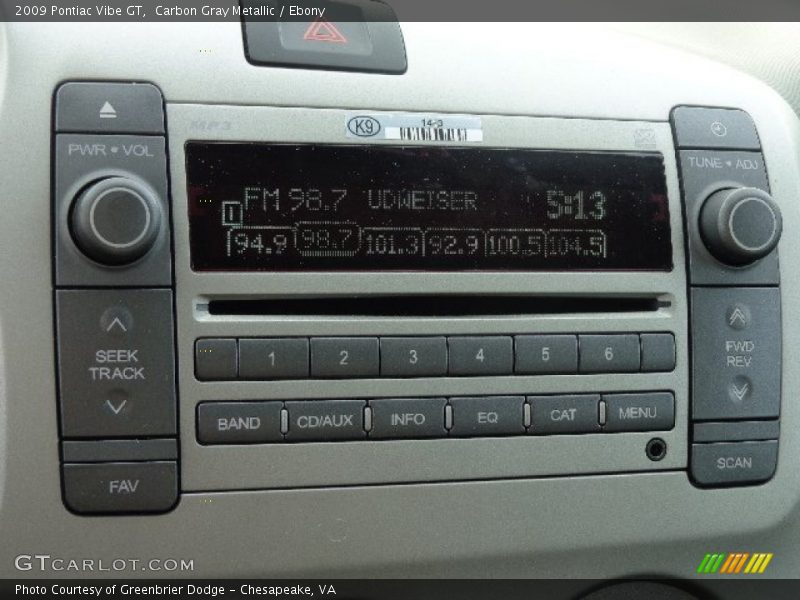 2009 Pontiac Vibe GT,  Carbon Gray Metallic / Ebony
MP3
K9
14-3
PWR • VOL
TUNE • ADJ
FM 98.7 UDWEISER 5:13
1
94.9 98.7 101.3 92.9 100.5 104.5
SEEK
TRACK
FWD
REV
1 2 3 4 5 6
BAND CD/AUX INFO EQ CAT MENU
FAV
SCAN
GTCARLOT.COM
Photo Courtesy of Greenbrier Dodge - Chesapeake, VA